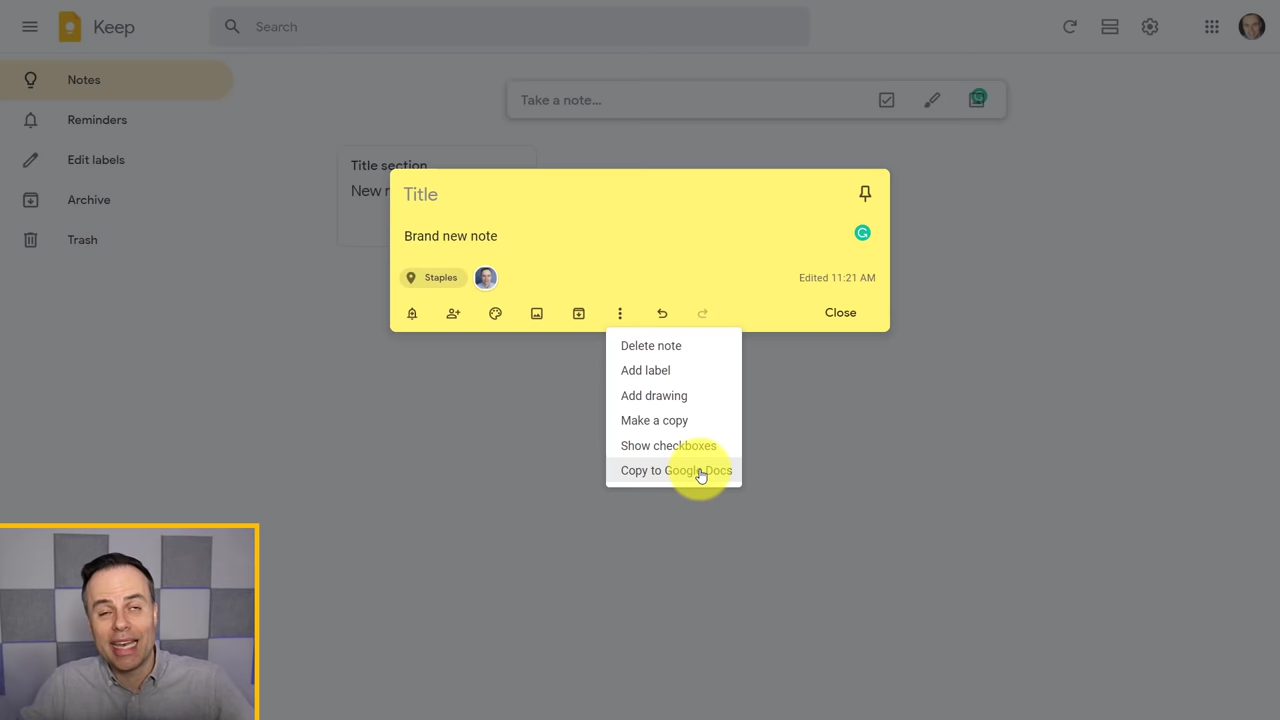 Keep
Search
Notes
Reminders
Edit labels
Archive
Trash
Take a note...
Title section
New
Title
Brand new note
Staples
Edited 11:21 AM
Close
Delete note
Add label
Add drawing
Make a copy
Show checkboxes
Copy to Google Docs